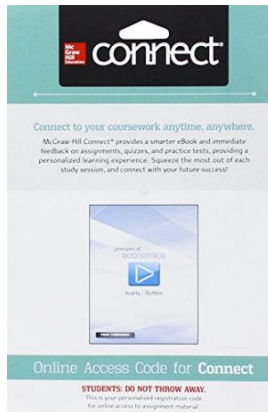 Mc
Graw
Hill
Education
connect®
Connect to your coursework anytime, anywhere.
McGraw-Hill Connect® provides a smarter eBook and immediate
feedback on assignments, quizzes, and practice tests, providing a
personalized learning experience. Squeeze the most out of each
study session, and connect with your future success!
principles of
economics
Asarta | Butters
Online Access Code for Connect
STUDENTS: DO NOT THROW AWAY.
This is your personalized registration code
for online access to assignment material.